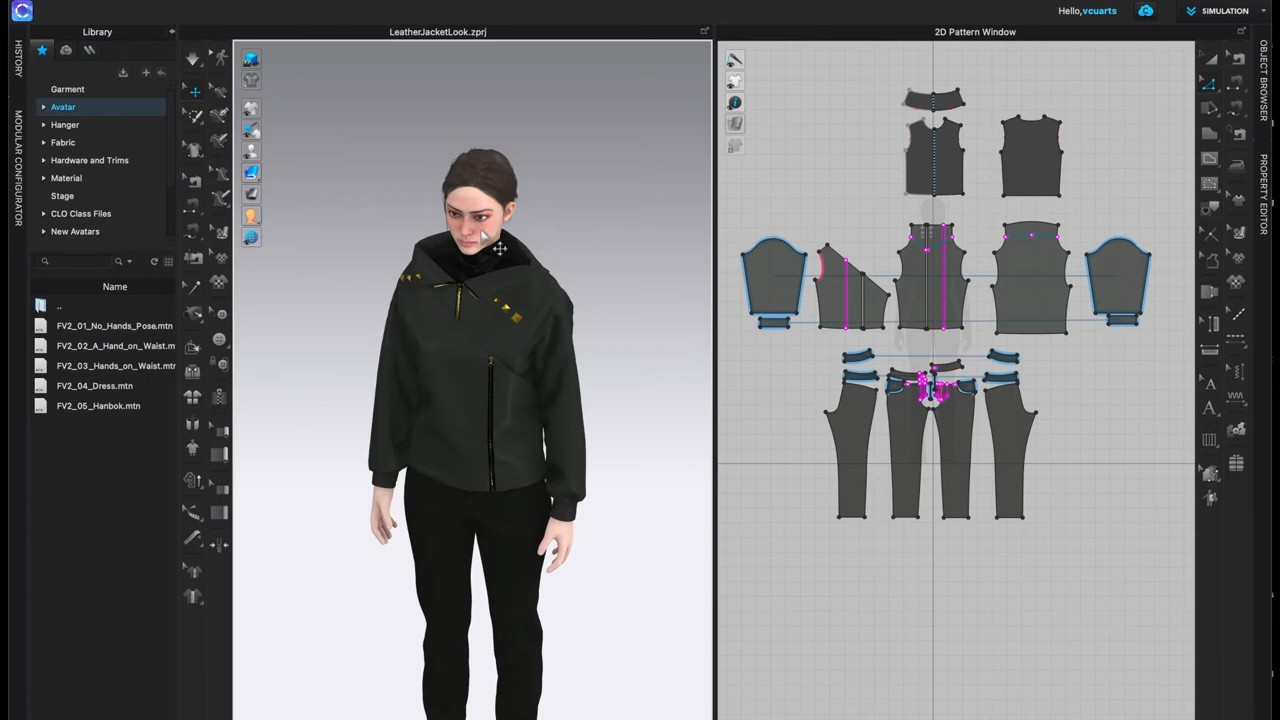 Hello,vcuarts
SIMULATION
HISTORY
MODULAR CONFIGURATOR
Library
LeatherJacketLook.zprj
2D Pattern Window
OBJECT BROWSER
PROPERTY EDITOR
Garment
Avatar
Hanger
Fabric
Hardware and Trims
Material
Stage
CLO Class Files
New Avatars
Name
..
FV2_01_No_Hands_Pose.mtn
FV2_02_A_Hand_on_Waist.m
FV2_03_Hands_on_Waist.mtr
FV2_04_Dress.mtn
FV2_05_Hanbok.mtn